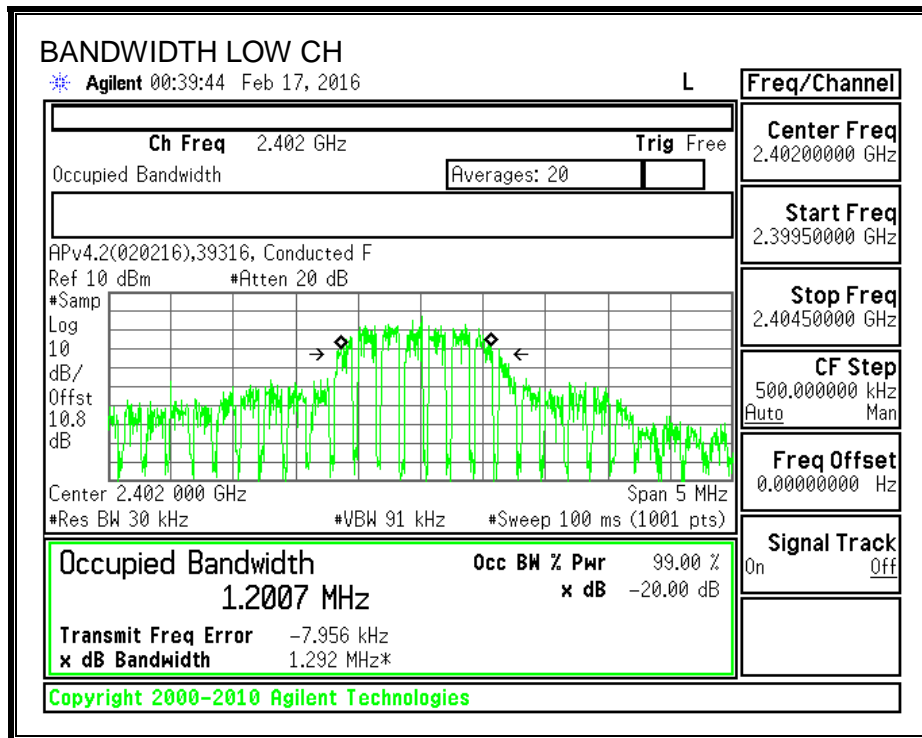 BANDWIDTH LOW CH
Agilent 00:39:44 Feb 17, 2016 L
Freq/Channel
Ch Freq 2.402 GHz Trig Free
Occupied Bandwidth Averages: 20
APv4.2(020216),39316, Conducted F
Ref 10 dBm #Atten 20 dB
#Samp
Log
10
dB/
Offst
10.8
dB
Center 2.402 000 GHz Span 5 MHz
#Res BW 30 kHz #VBW 91 kHz #Sweep 100 ms (1001 pts)
Occupied Bandwidth Occ BW % Pwr 99.00 %
1.2007 MHz x dB -20.00 dB
Transmit Freq Error -7.956 kHz
x dB Bandwidth 1.292 MHz*
Copyright 2000-2010 Agilent Technologies
Center Freq
2.40200000 GHz
Start Freq
2.39950000 GHz
Stop Freq
2.40450000 GHz
CF Step
500.000000 kHz
Auto Man
Freq Offset
0.00000000 Hz
Signal Track
On Off